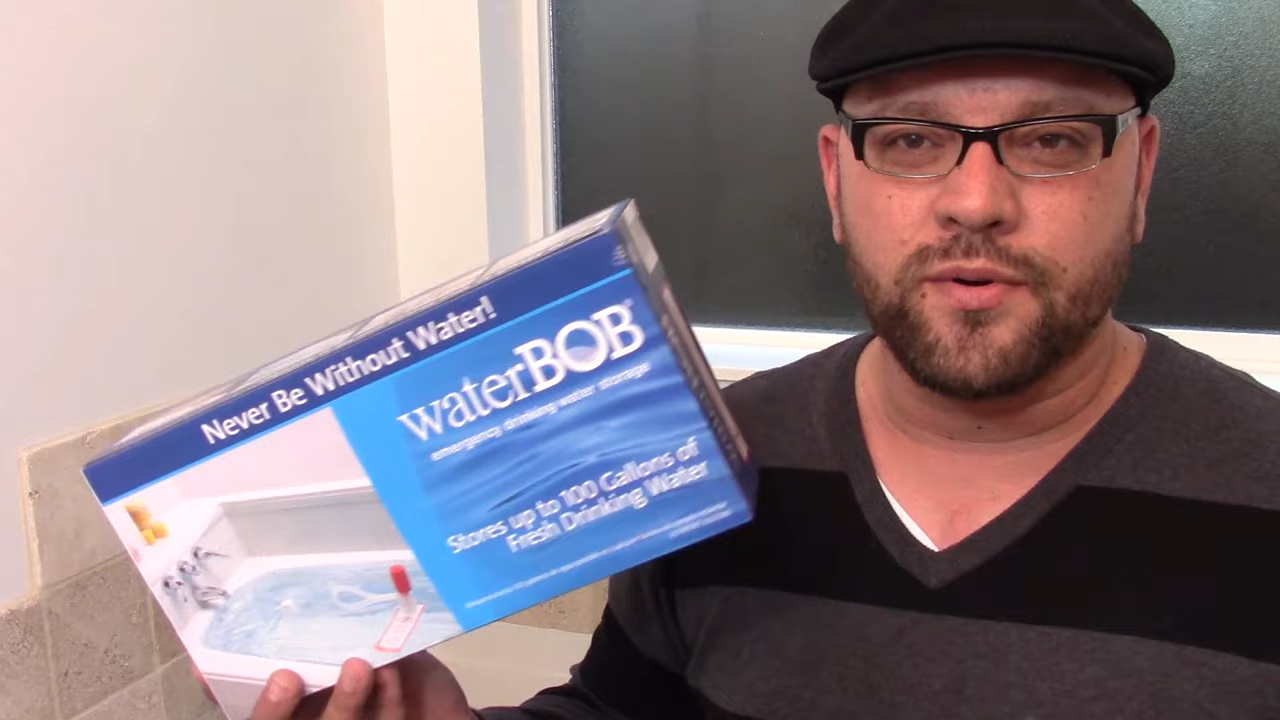 Never Be Without Water!
waterBOB
emergency drinking water storage
Stores up to 100 Gallons of
Fresh Drinking Water